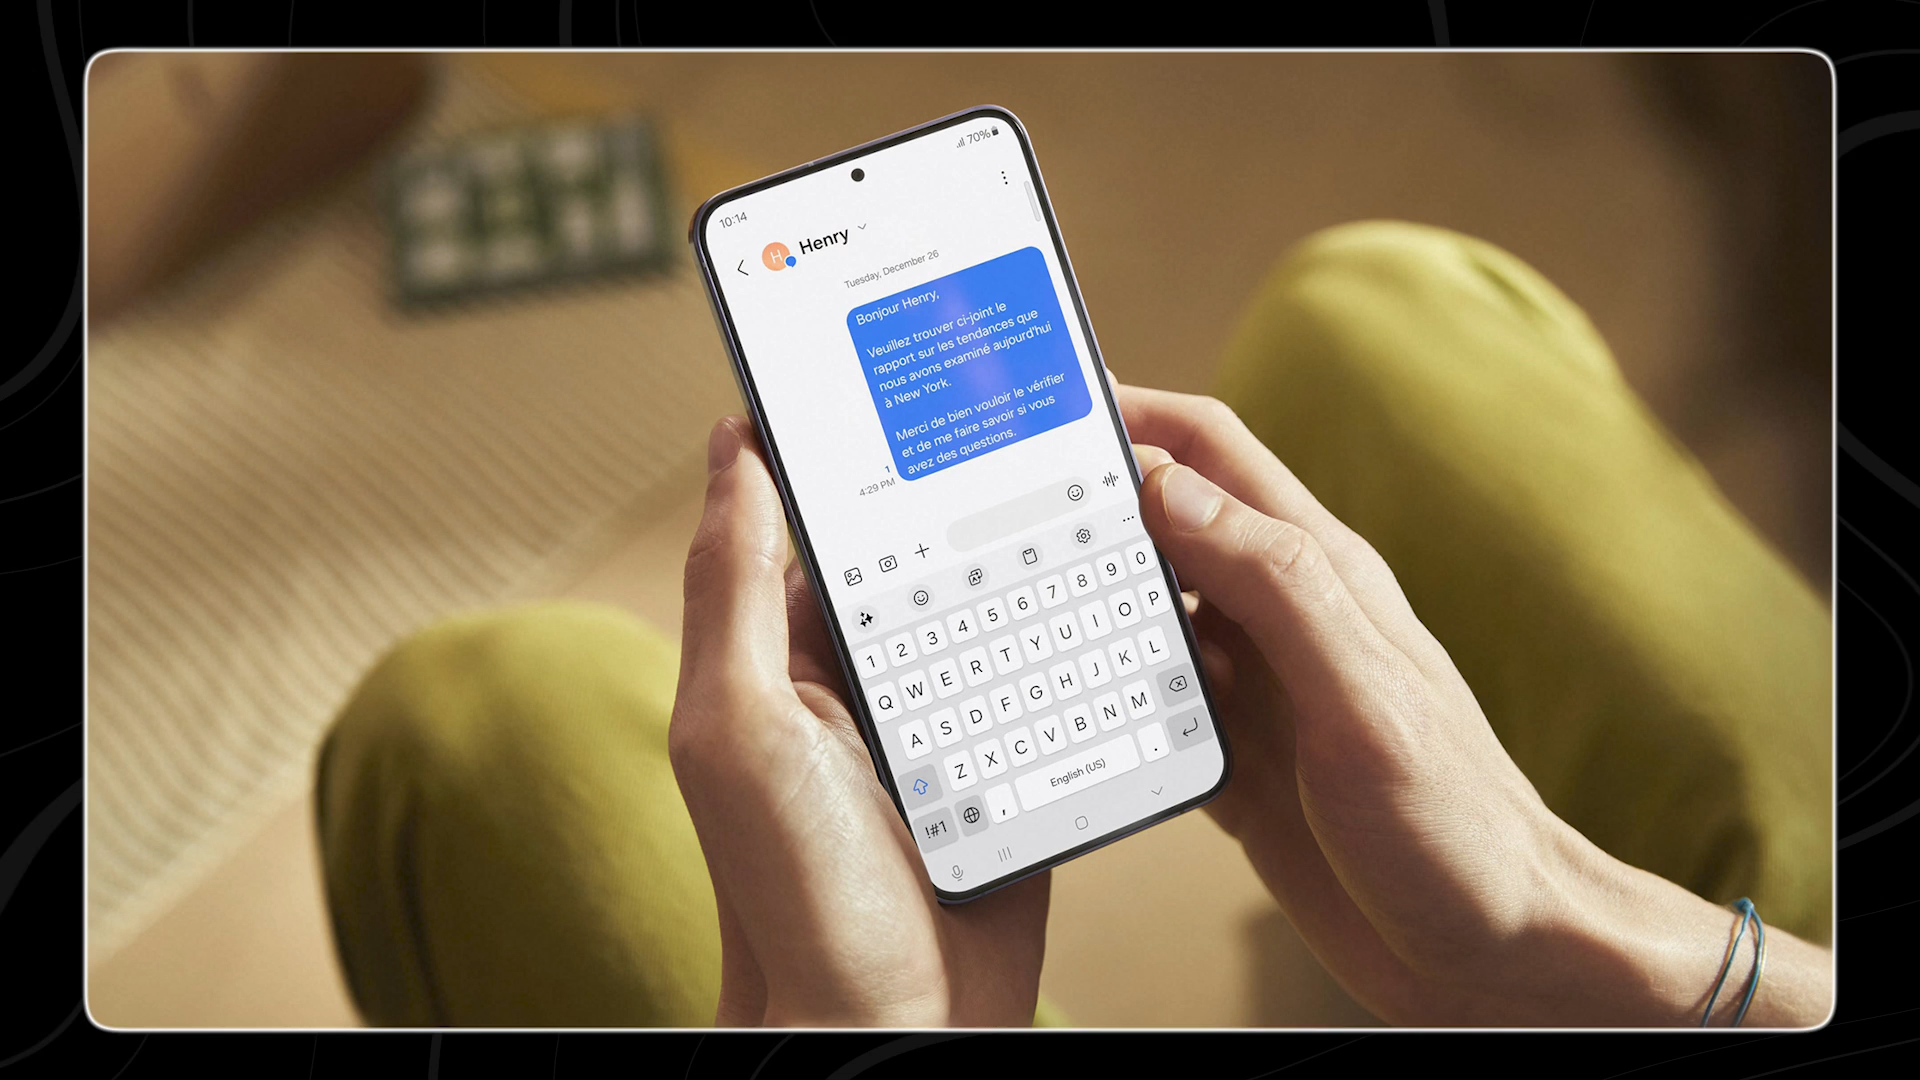 10:14
70%
H
Henry
Tuesday, December 26
Bonjour Henry,
Veuillez trouver ci-joint le
rapport sur les tendances que
nous avons examiné aujourd'hui
à New York.
Merci de bien vouloir le vérifier
et de me faire savoir si vous
avez des questions.
1
4:29 PM
1 2 3 4 5 6 7 8 9 0
Q W E R T Y U I O P
A S D F G H J K L
Z X C V B N M
!#1 , English (US) .